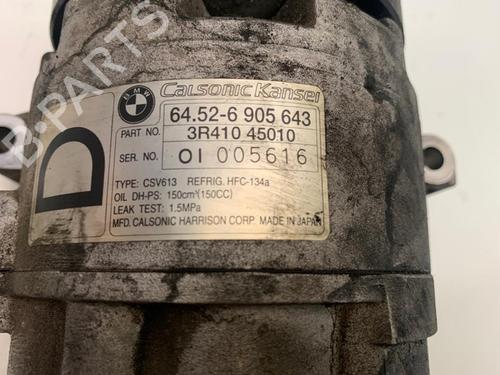 BMW
Calsonic Kansei
64.52-6 905 643
PART NO. 3R410 45010
SER NO. OI 005616
D
TYPE: CSV613 REFRIG. HFC-134a
OIL DH-PS: 150cm³(150CC)
LEAK TEST: 1.5MPa
MFD. CALSONIC HARRISON CORP. MADE IN JAPAN
B-PARTS